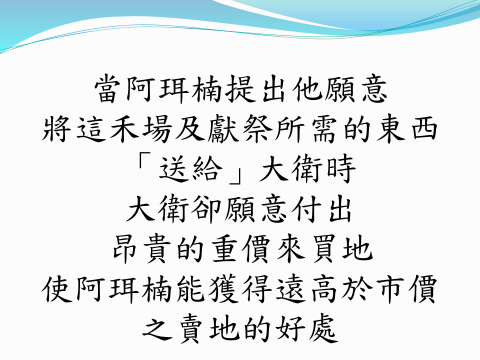 當阿珥楠提出他願意
將這禾場及獻祭所需的東西
「送給」大衛時
大衛卻願意付出
昂貴的重價來買地
使阿珥楠能獲得遠高於市價
之賣地的好處